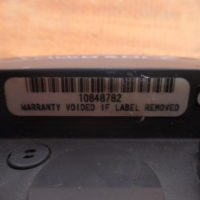 10848782
WARRANTY VOIDED IF LABEL REMOVED